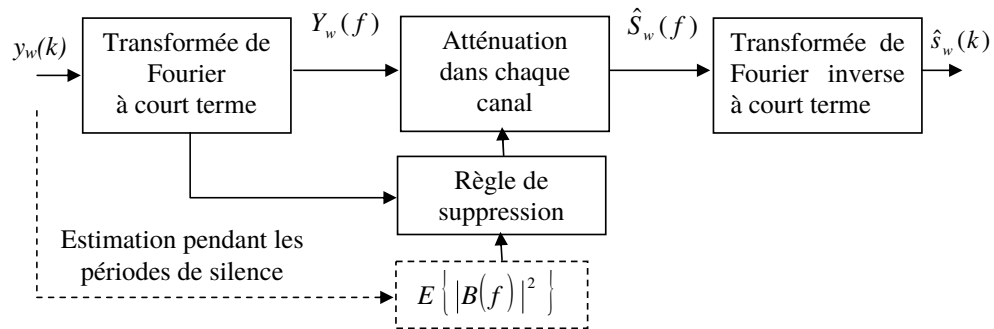 y_w(k)
Transformée de
Fourier
à court terme
Y_w(f)
Atténuation
dans chaque
canal
Ŝ_w(f)
Transformée de
Fourier inverse
à court terme
ŝ_w(k)
Règle de
suppression
Estimation pendant les
périodes de silence
E{|B(f)|²}